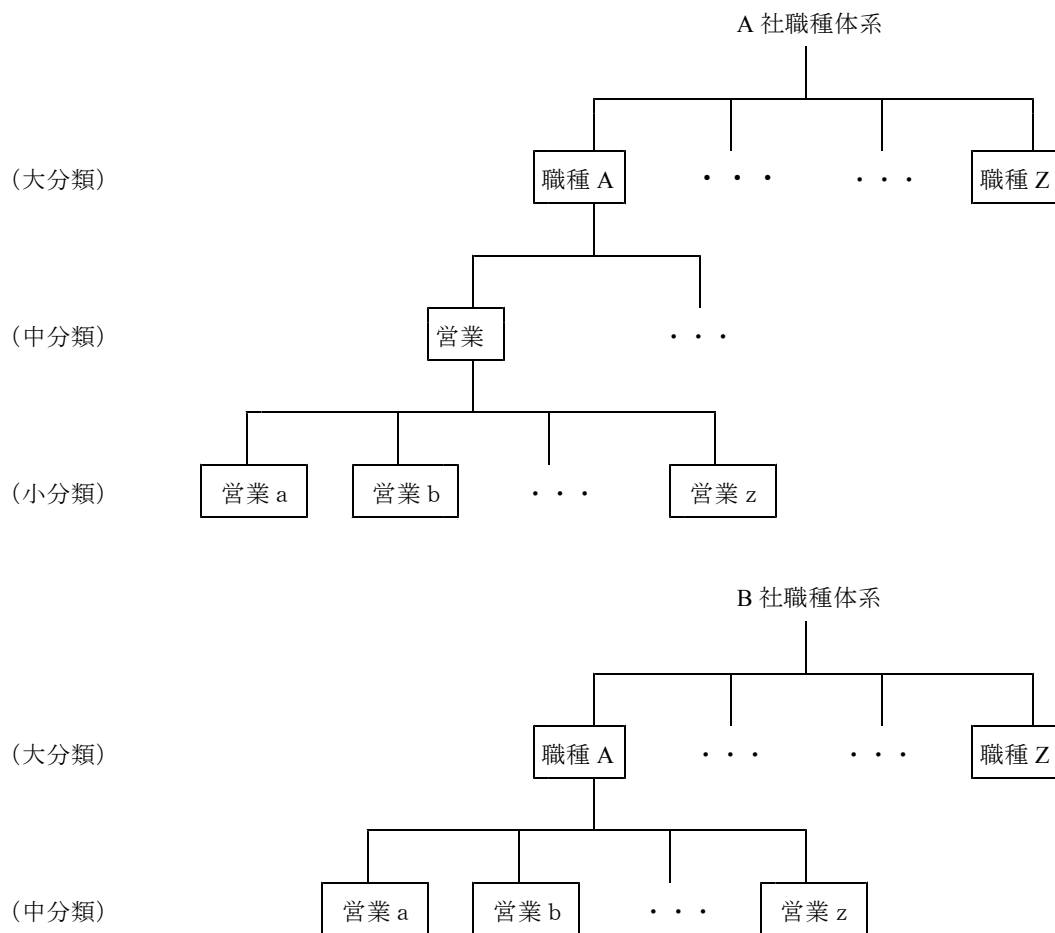 A 社職種体系
（大分類） 職種 A ・・・ ・・・ 職種 Z
（中分類） 営業 ・・・
（小分類） 営業 a 営業 b ・・・ 営業 z
B 社職種体系
（大分類） 職種 A ・・・ ・・・ 職種 Z
（中分類） 営業 a 営業 b ・・・ 営業 z